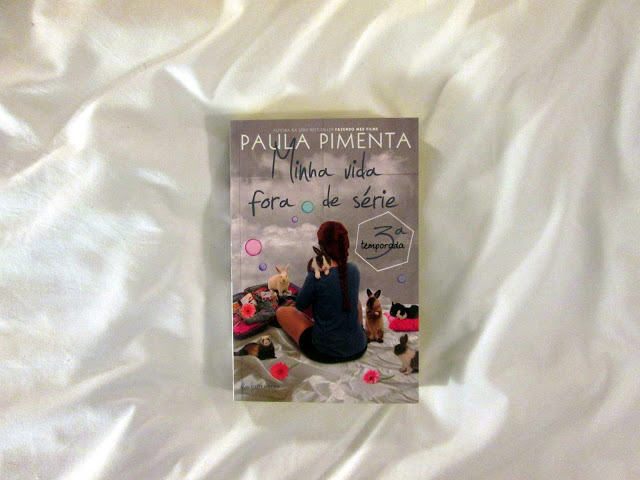 AUTORA DA SÉRIE BEST-SELLER FAZENDO MEU FILME
PAULA PIMENTA
Minha vida
fora de série
3ª
temporada